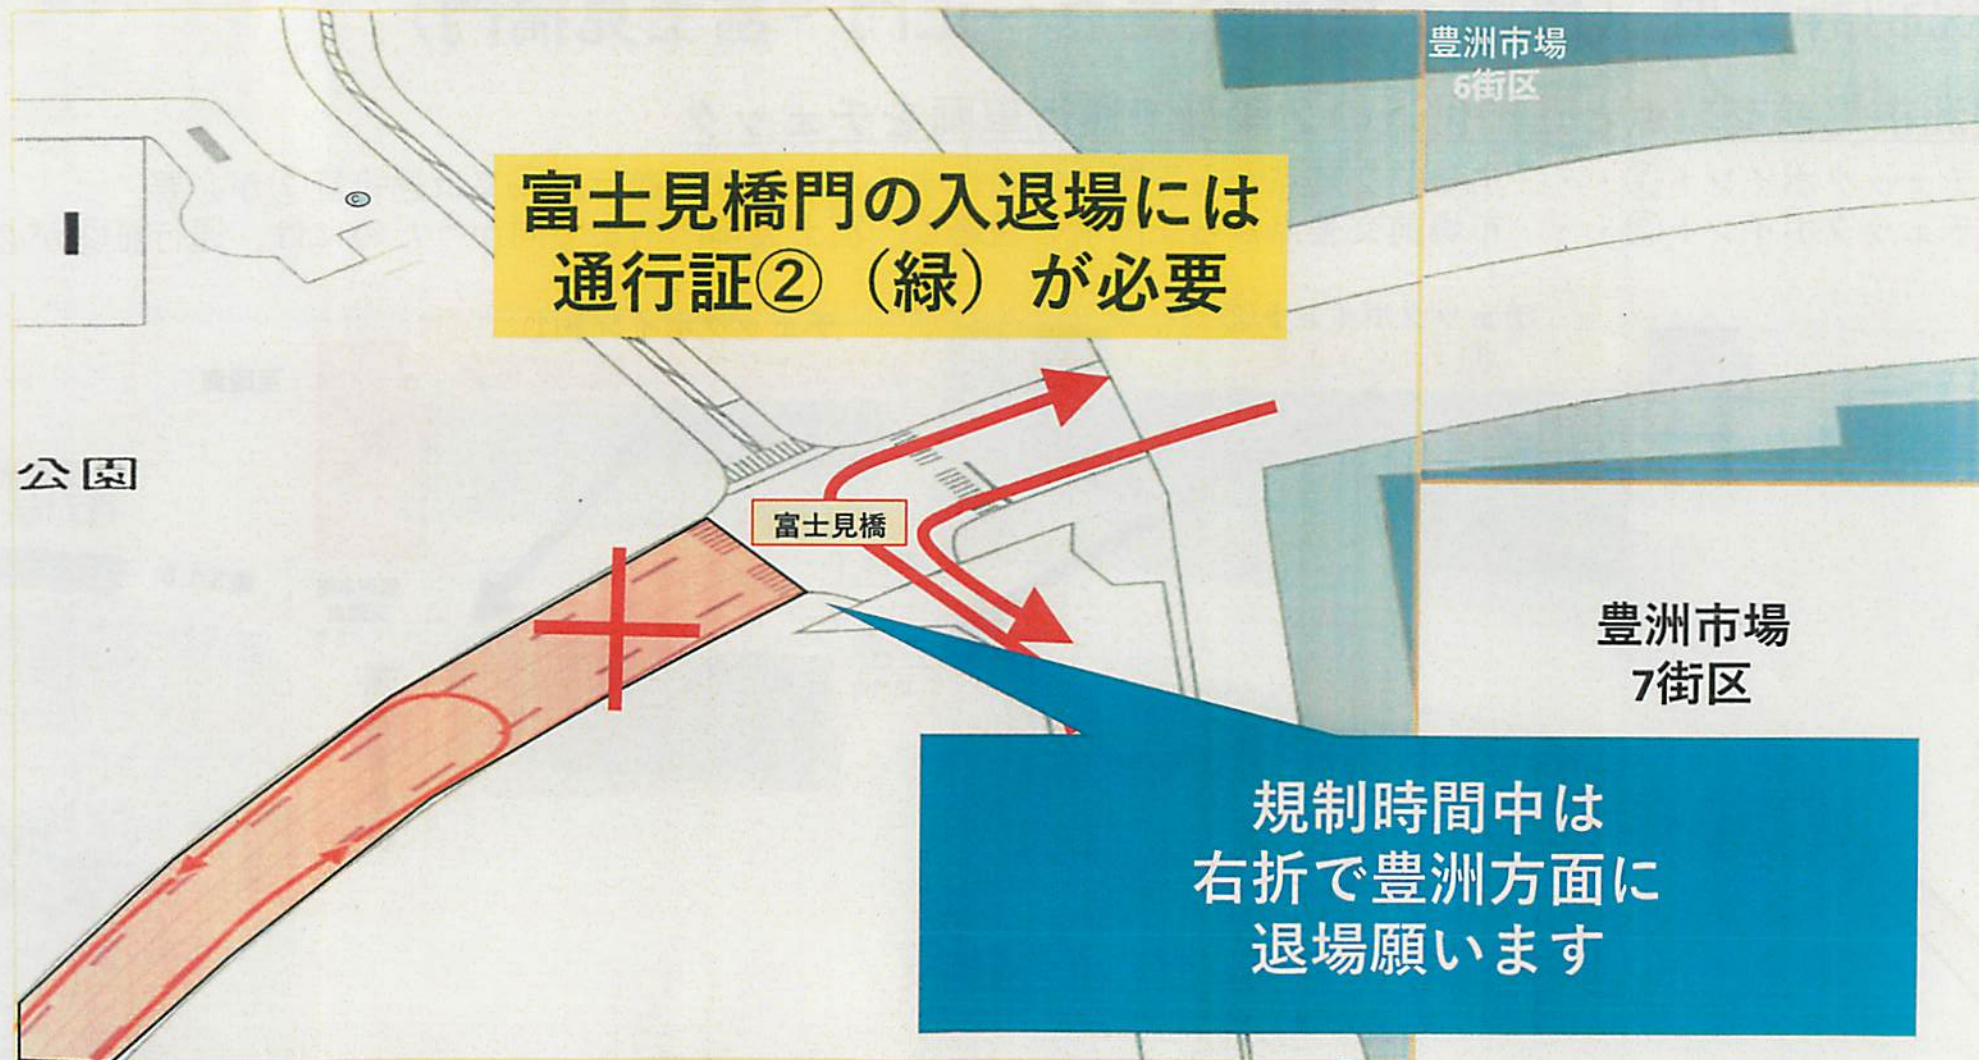 豊洲市場
6街区
富士見橋門の入退場には
通行証②（緑）が必要
公園
富士見橋
豊洲市場
7街区
規制時間中は
右折で豊洲方面に
退場願います